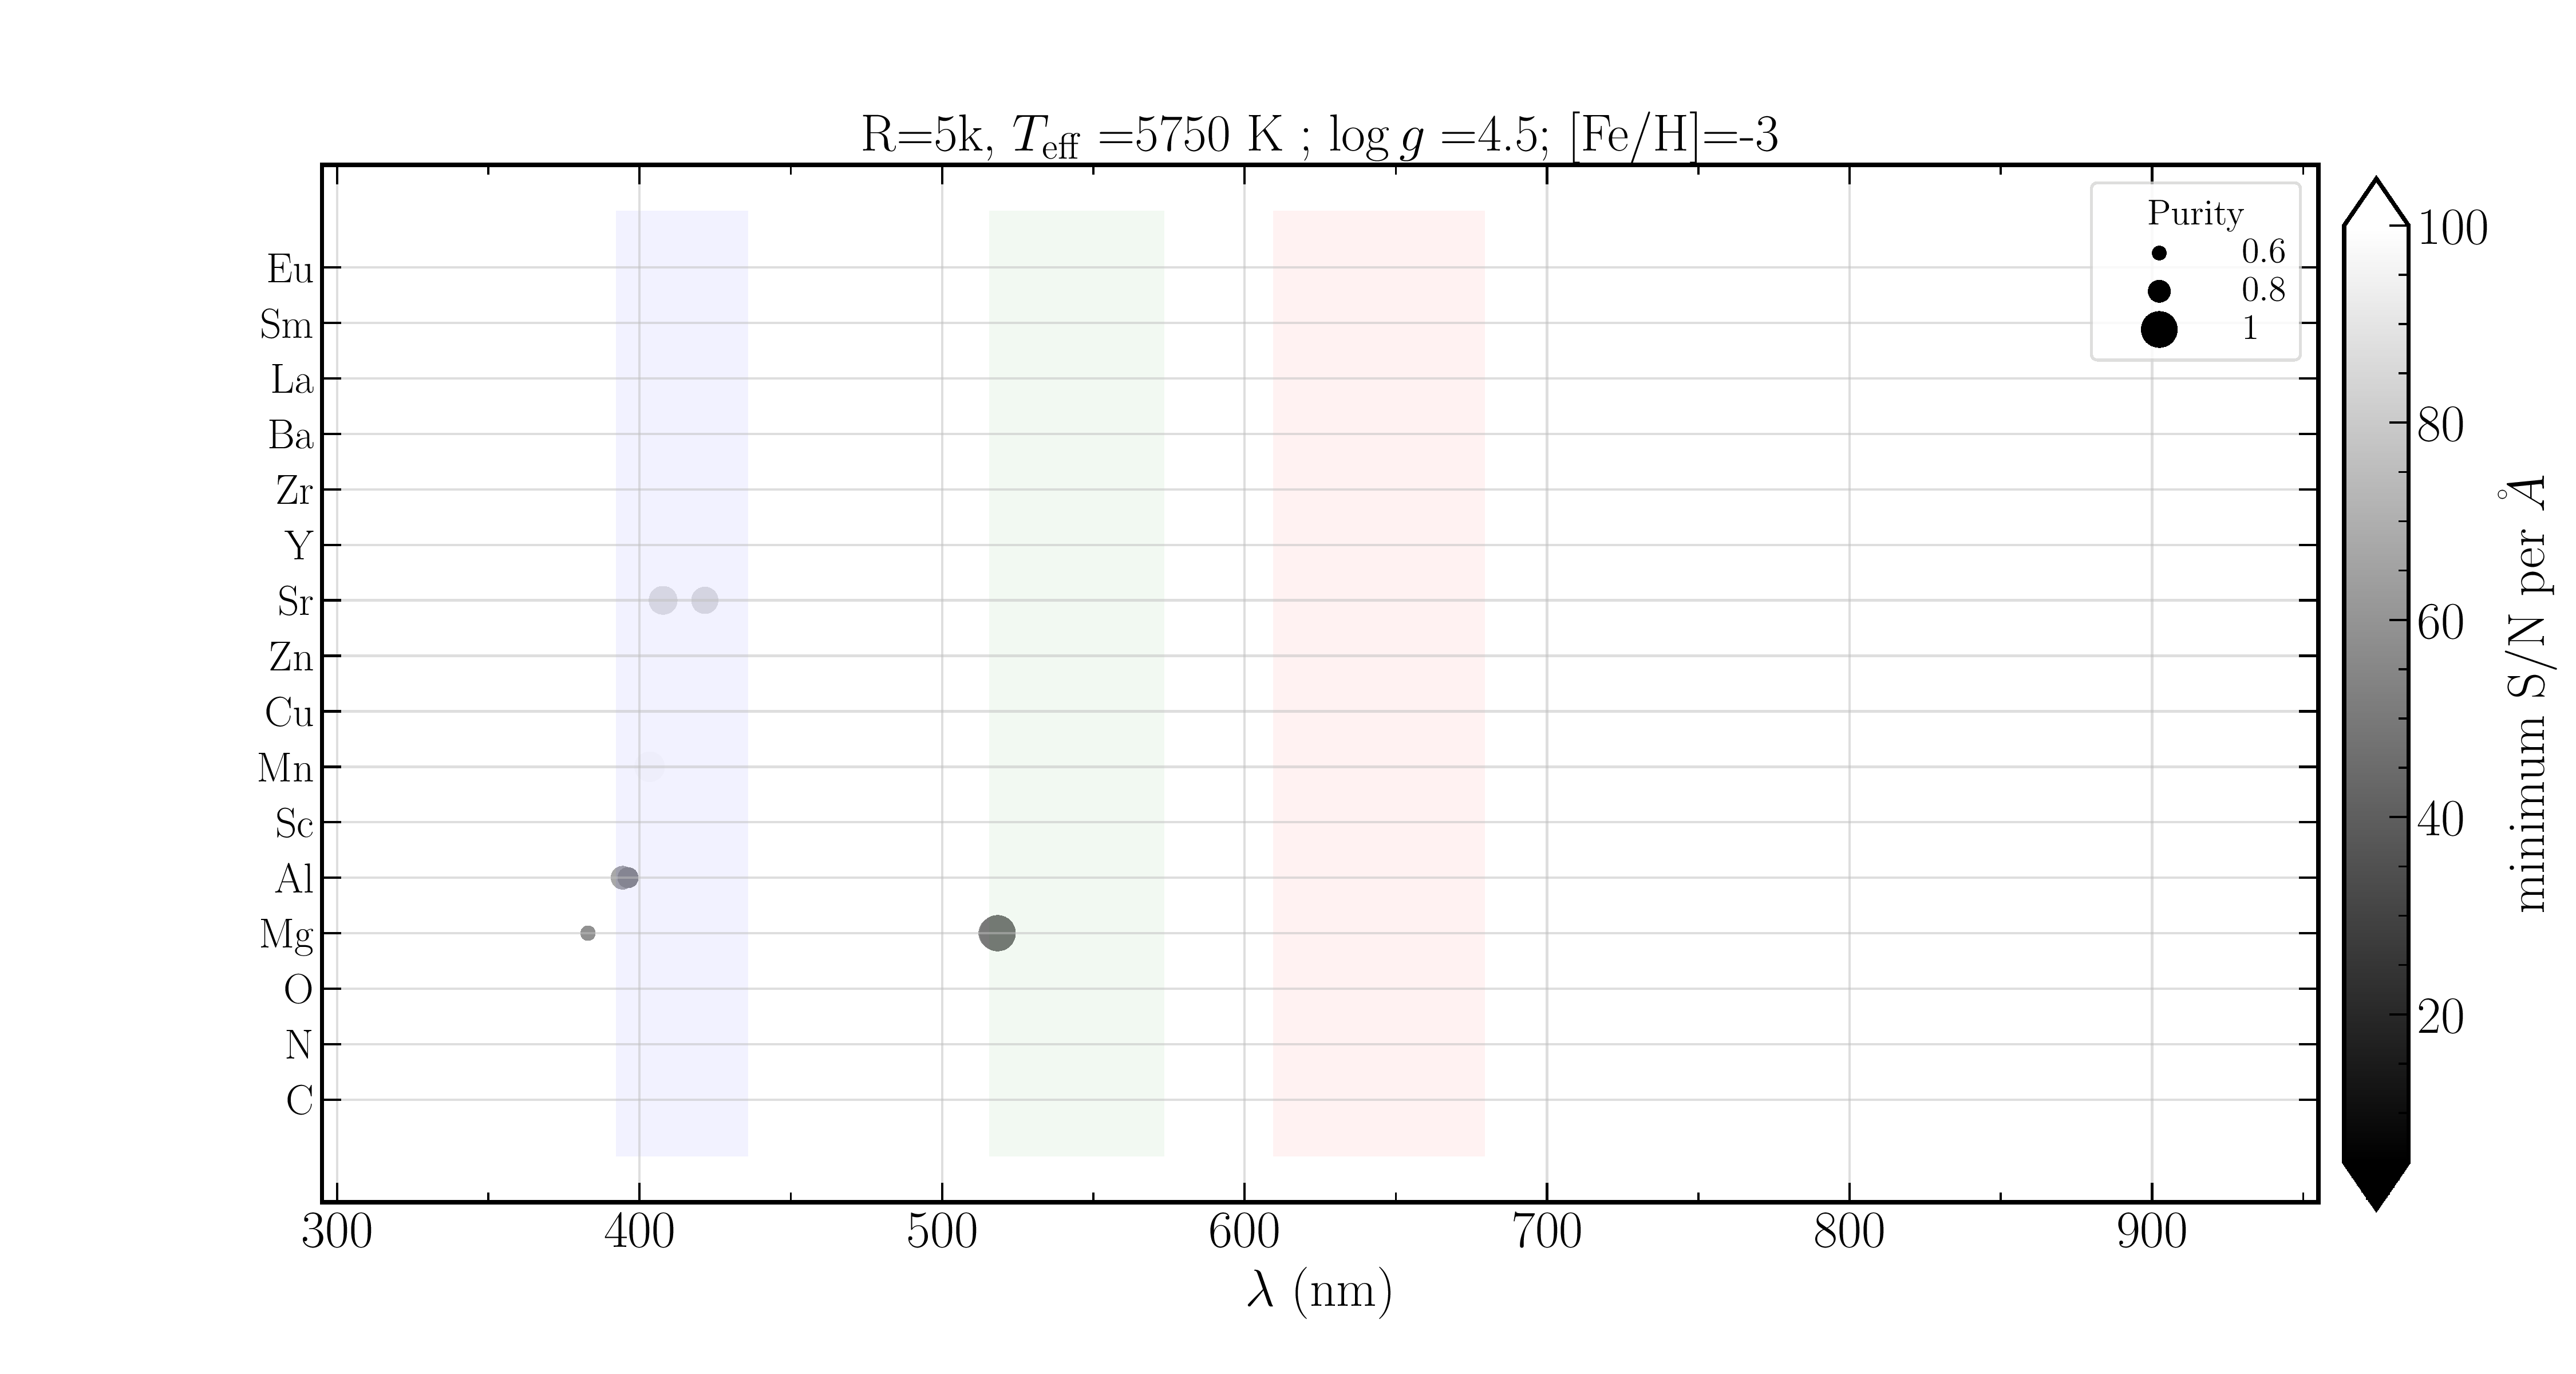 R=5k, T_eff =5750 K ; log g =4.5; [Fe/H]=-3
Purity
0.6
0.8
1
Eu
Sm
La
Ba
Zr
Y
Sr
Zn
Cu
Mn
Sc
Al
Mg
O
N
C
300 400 500 600 700 800 900
λ (nm)
100
80
60
40
20
minimum S/N per Å